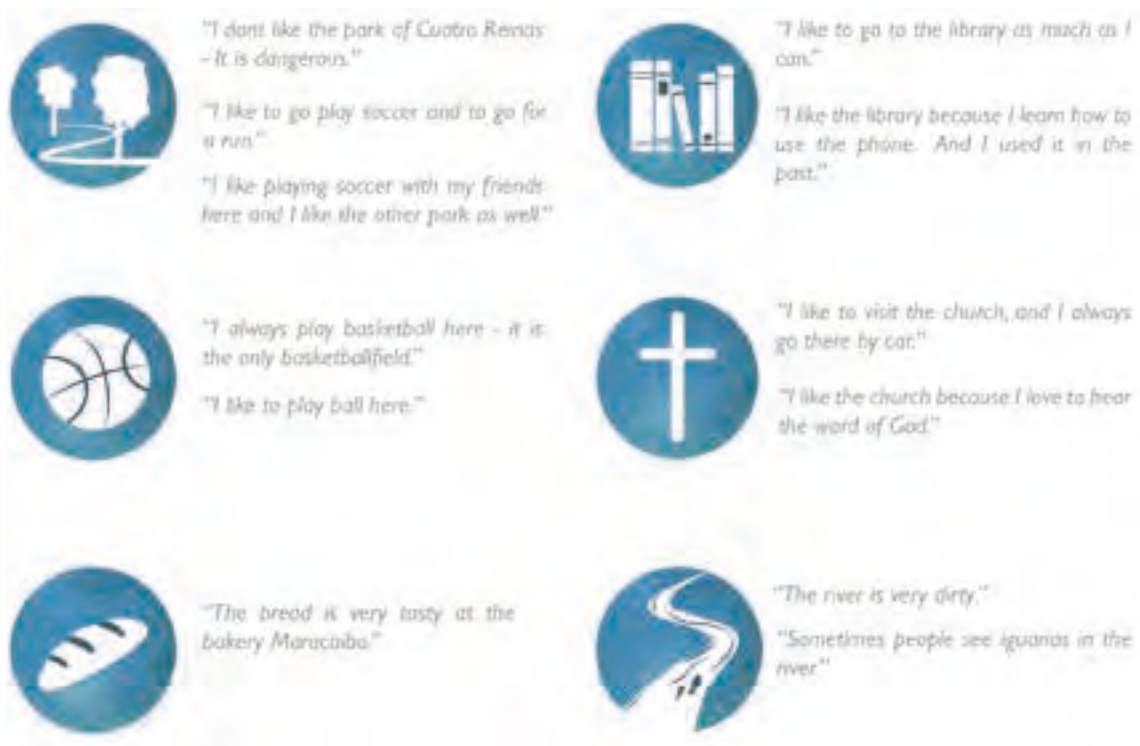 "I dont like the park of Cuatro Reinas
- It is dangerous."
"I like to go play soccer and to go for
a run."
"I like playing soccer with my friends
here and I like the other park as well."
"I always play basketball here - it is
the only basketballfield."
"I like to play ball here."
"The bread is very tasty at the
bakery Maracaibo."
"I like to go to the library as much as I
can."
"I like the library because I learn how to
use the phone. And I used it in the
past."
"I like to visit the church, and I always
go there by car."
"I like the church because I love to hear
the word of God."
"The river is very dirty."
"Sometimes people see iguanas in the
river."